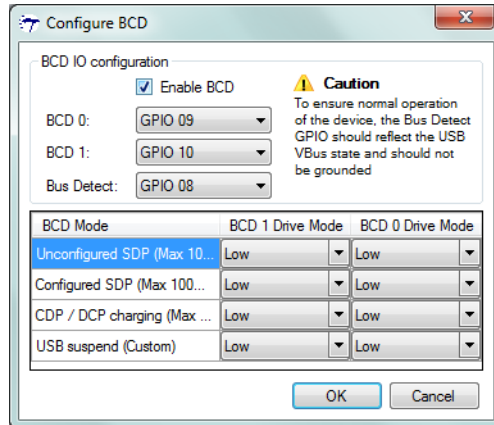 Configure BCD
BCD IO configuration
Enable BCD
BCD 0: GPIO 09
BCD 1: GPIO 10
Bus Detect: GPIO 08
Caution
To ensure normal operation
of the device, the Bus Detect
GPIO should reflect the USB
VBus state and should not
be grounded
BCD Mode BCD 1 Drive Mode BCD 0 Drive Mode
Unconfigured SDP (Max 10... Low Low
Configured SDP (Max 100... Low Low
CDP / DCP charging (Max ... Low Low
USB suspend (Custom) Low Low
OK Cancel